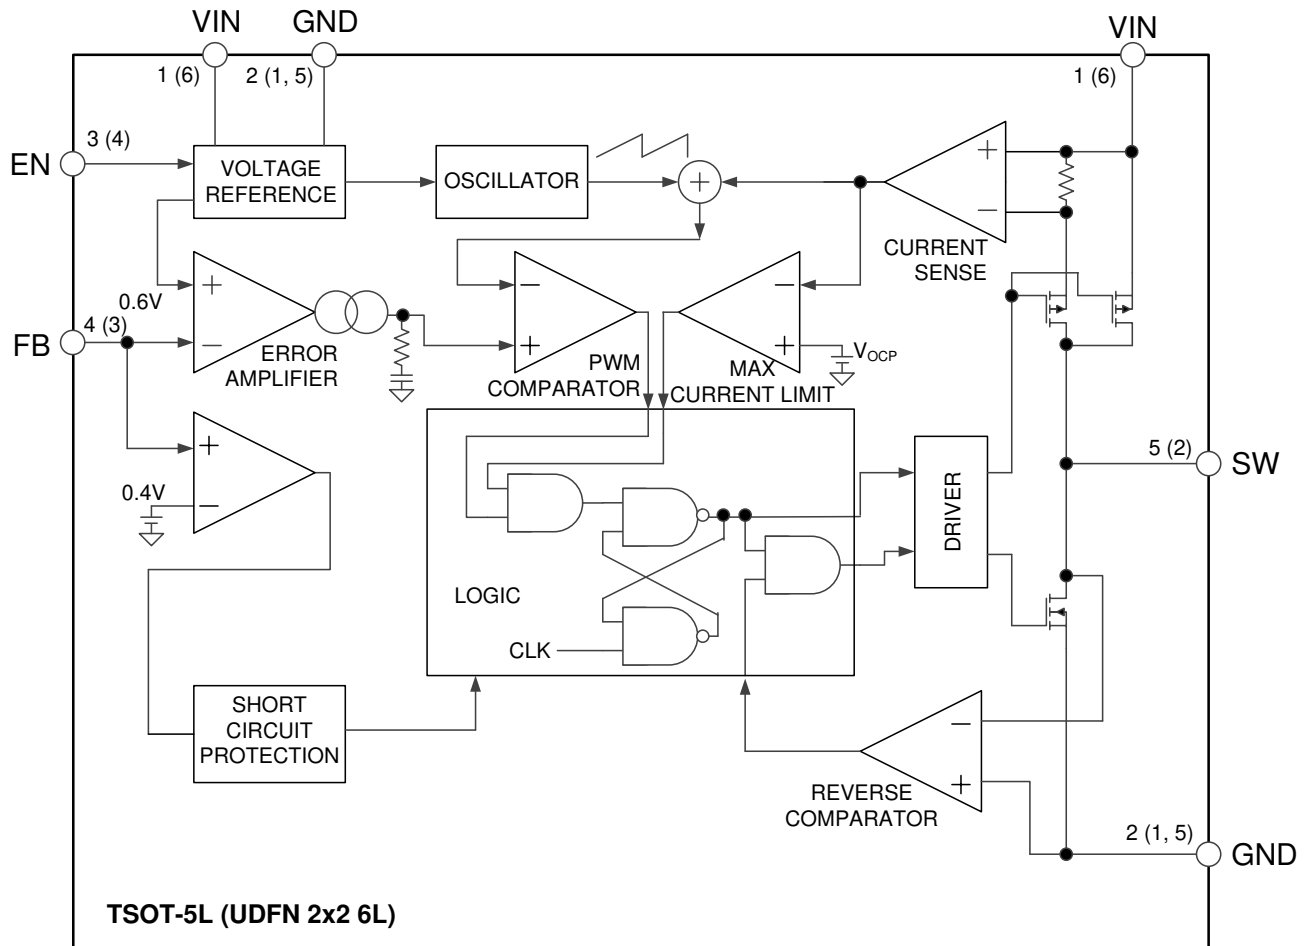 VIN
GND
VIN
1 (6)
2 (1, 5)
1 (6)
3 (4)
EN
VOLTAGE
REFERENCE
OSCILLATOR
+
+
−
CURRENT
SENSE
0.6V
+
−
ERROR
AMPLIFIER
4 (3)
FB
−
+
PWM
COMPARATOR
−
+
VOCP
MAX
CURRENT LIMIT
+
−
0.4V
LOGIC
CLK
DRIVER
5 (2)
SW
SHORT
CIRCUIT
PROTECTION
−
+
REVERSE
COMPARATOR
2 (1, 5)
GND
TSOT-5L (UDFN 2x2 6L)